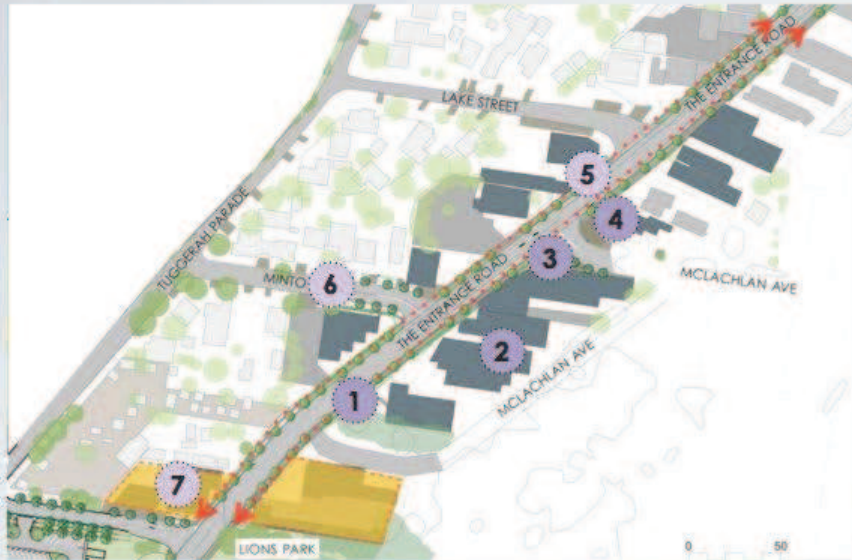 THE ENTRANCE ROAD
LAKE STREET
5
4
TUGGERAH PARADE
3
MCLACHLAN AVE
MINTO
6
THE ENTRANCE ROAD
2
MCLACHLAN AVE
1
7
LIONS PARK
0 50